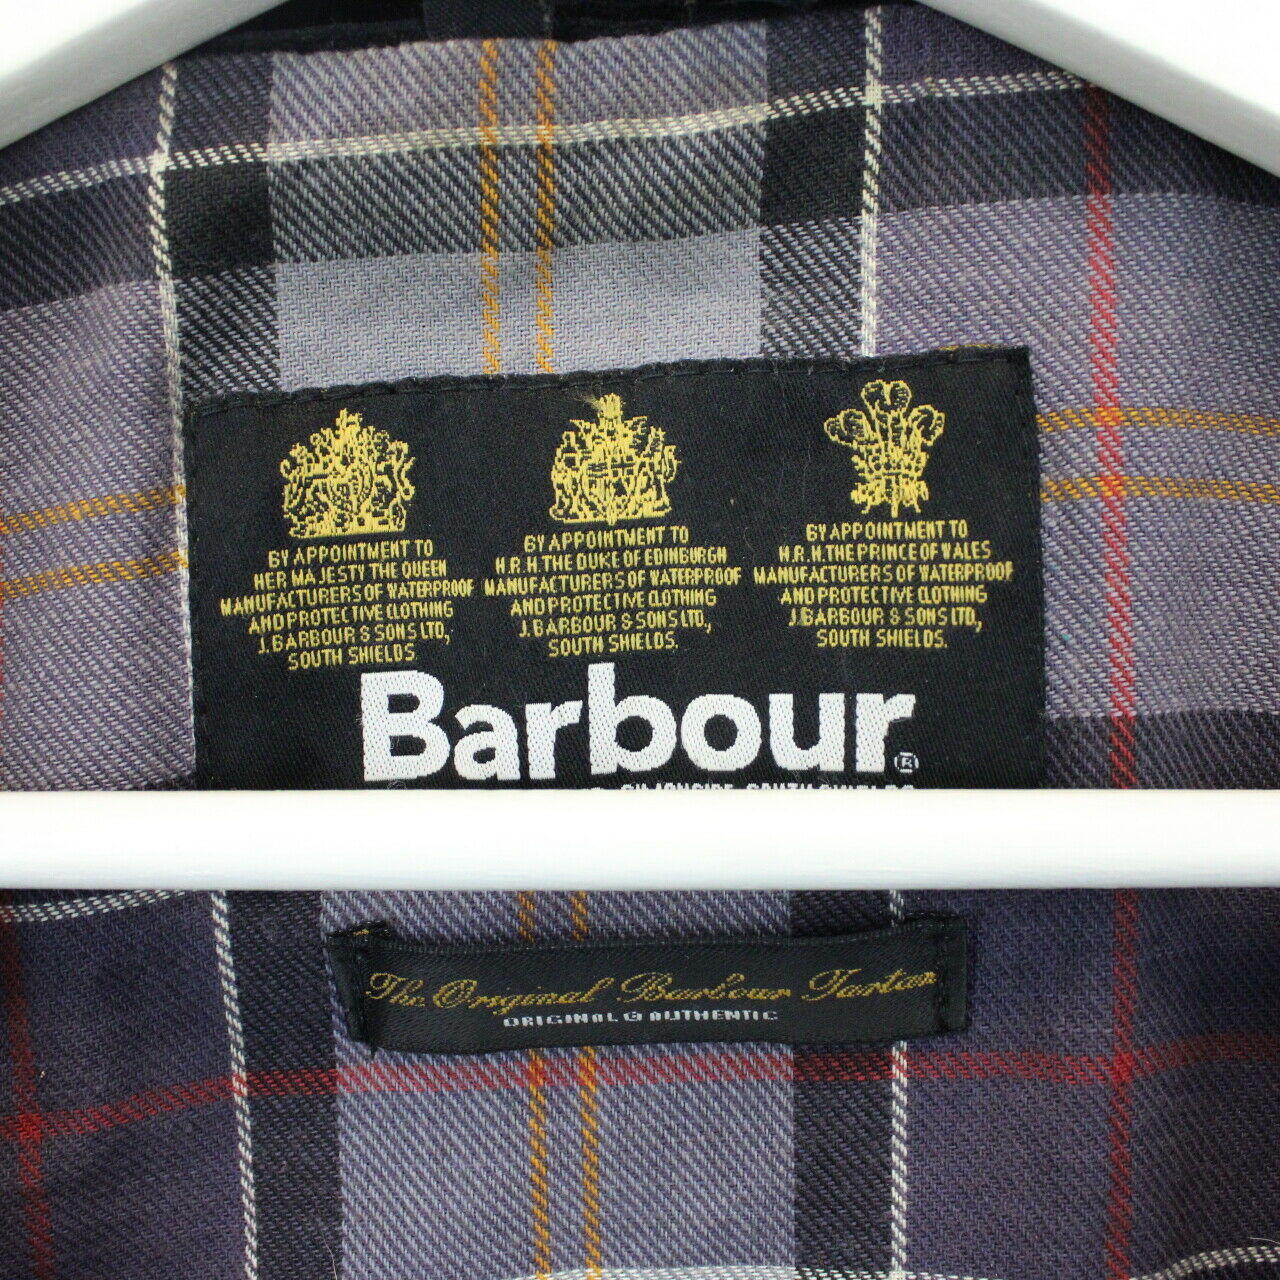 BY APPOINTMENT TO
HER MAJESTY THE QUEEN
MANUFACTURERS OF WATERPROOF
AND PROTECTIVE CLOTHING
J. BARBOUR & SONS LTD,
SOUTH SHIELDS
BY APPOINTMENT TO
H.R.H THE DUKE OF EDINBURGH
MANUFACTURERS OF WATERPROOF
AND PROTECTIVE CLOTHING
J. BARBOUR & SONS LTD,
SOUTH SHIELDS.
BY APPOINTMENT TO
H.R.H. THE PRINCE OF WALES
MANUFACTURERS OF WATERPROOF
AND PROTECTIVE CLOTHING
J. BARBOUR & SONS LTD,
SOUTH SHIELDS.
Barbour®
SIMONSIDE, SOUTH SHIELDS
The Original Barbour Tartan
ORIGINAL & AUTHENTIC